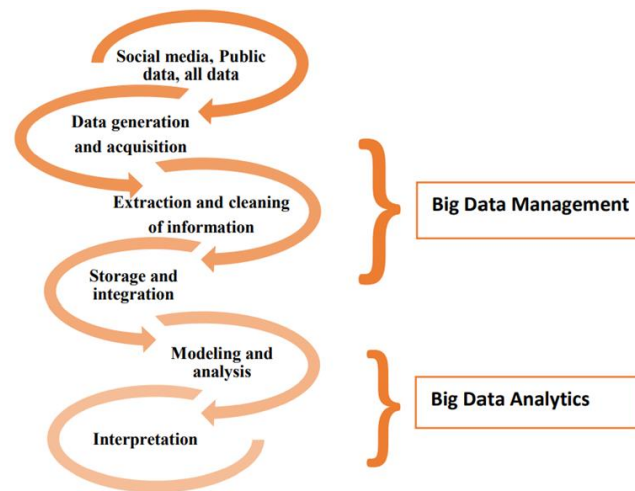 Social media, Public
data, all data
Data generation
and acquisition
Extraction and cleaning
of information
Big Data Management
Storage and
integration
Modeling and
analysis
Big Data Analytics
Interpretation